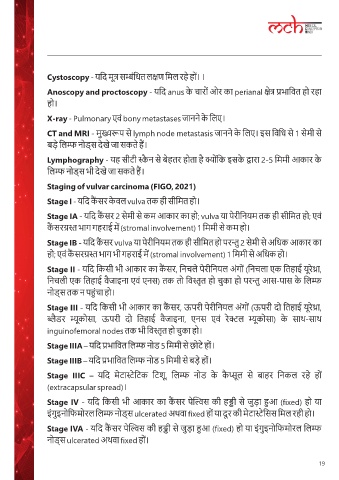 mch
Cystoscopy - यदि मूत्र सम्बंधित लक्षण मिल रहे हों। ।
Anoscopy and proctoscopy - यदि anus के चारों ओर का perianal क्षेत्र प्रभावित हो रहा
हो।
X-ray - Pulmonary एवं bony metastases जानने के लिए।
CT and MRI - मुख्यरूप से lymph node metastasis जानने के लिए। इस विधि से 1 सेमी से
बड़े लिम्फ नोड्स देखे जा सकते हैं।
Lymphography - यह सीटी स्कैन से बेहतर होता है क्योंकि इसके द्वारा 2-5 मिमी आकार के
लिम्फ नोड्स भी देखे जा सकते हैं।
Staging of vulvar carcinoma (FIGO, 2021)
Stage I - यदि कैंसर केवल vulva तक ही सीमित हो।
Stage IA - यदि कैंसर 2 सेमी से कम आकार का हो; vulva या पेरीनियम तक ही सीमित हो; एवं
कैंसरग्रस्त भाग गहराई में (stromal involvement) 1 मिमी से कम हो।
Stage IB - यदि कैंसर vulva या पेरीनियम तक ही सीमित हो परन्तु 2 सेमी से अधिक आकार का
हो; एवं कैंसरग्रस्त भाग भी गहराई में (stromal involvement) 1 मिमी से अधिक हो।
Stage II - यदि किसी भी आकार का कैंसर, निचले पेरीनियल अंगों (निचला एक तिहाई यूरेथ्रा,
निचली एक तिहाई वैजाइना एवं एनस) तक तो विस्तृत हो चुका हो परन्तु आस-पास के लिम्फ
नोड्स तक न पहुंचा हो।
Stage III - यदि किसी भी आकार का कैंसर, ऊपरी पेरीनियल अंगों (ऊपरी दो तिहाई यूरेथ्रा,
ब्लैडर म्यूकोसा, ऊपरी दो तिहाई वैजाइना, एनस एवं रेक्टल म्यूकोसा) के साथ-साथ
inguinofemoral nodes तक भी विस्तृत हो चुका हो।
Stage IIIA – यदि प्रभावित लिम्फ नोड 5 मिमी से छोटे हों।
Stage IIIB – यदि प्रभावित लिम्फ नोड 5 मिमी से बड़े हों।
Stage IIIC – यदि मेटास्टेटिक टिशू, लिम्फ नोड के कैप्सूल से बाहर निकल रहे हों
(extracapsular spread)।
Stage IV - यदि किसी भी आकार का कैंसर पेल्विस की हड्डी से जुड़ा हुआ (fixed) हो या
इंगुइनोफिमोरल लिम्फ नोड्स ulcerated अथवा fixed हों या दूर की मेटास्टेसिस मिल रही हो।
Stage IVA - यदि कैंसर पेल्विस की हड्डी से जुड़ा हुआ (fixed) हो या इंगुइनोफिमोरल लिम्फ
नोड्स ulcerated अथवा fixed हों।
19